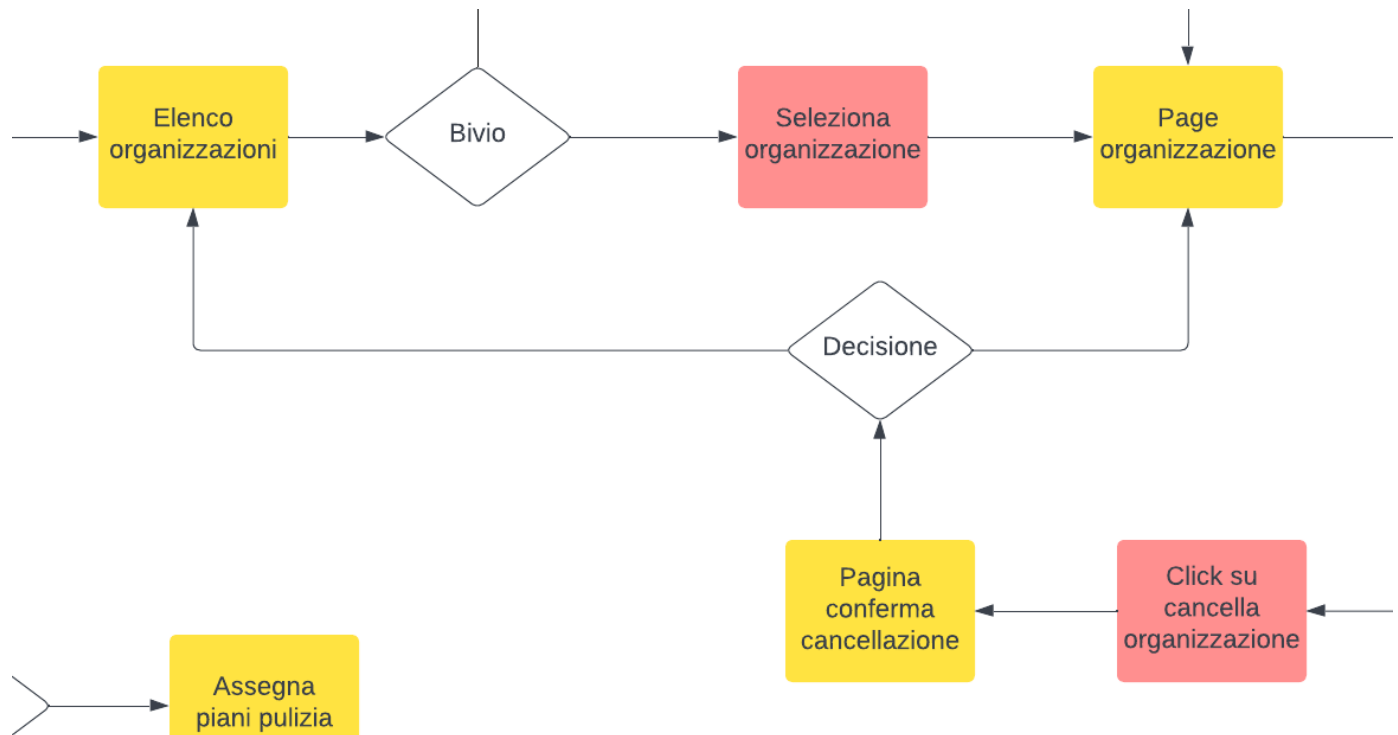 Elenco
organizzazioni
Bivio
Seleziona
organizzazione
Page
organizzazione
Decisione
Pagina
conferma
cancellazione
Click su
cancella
organizzazione
Assegna
piani pulizia